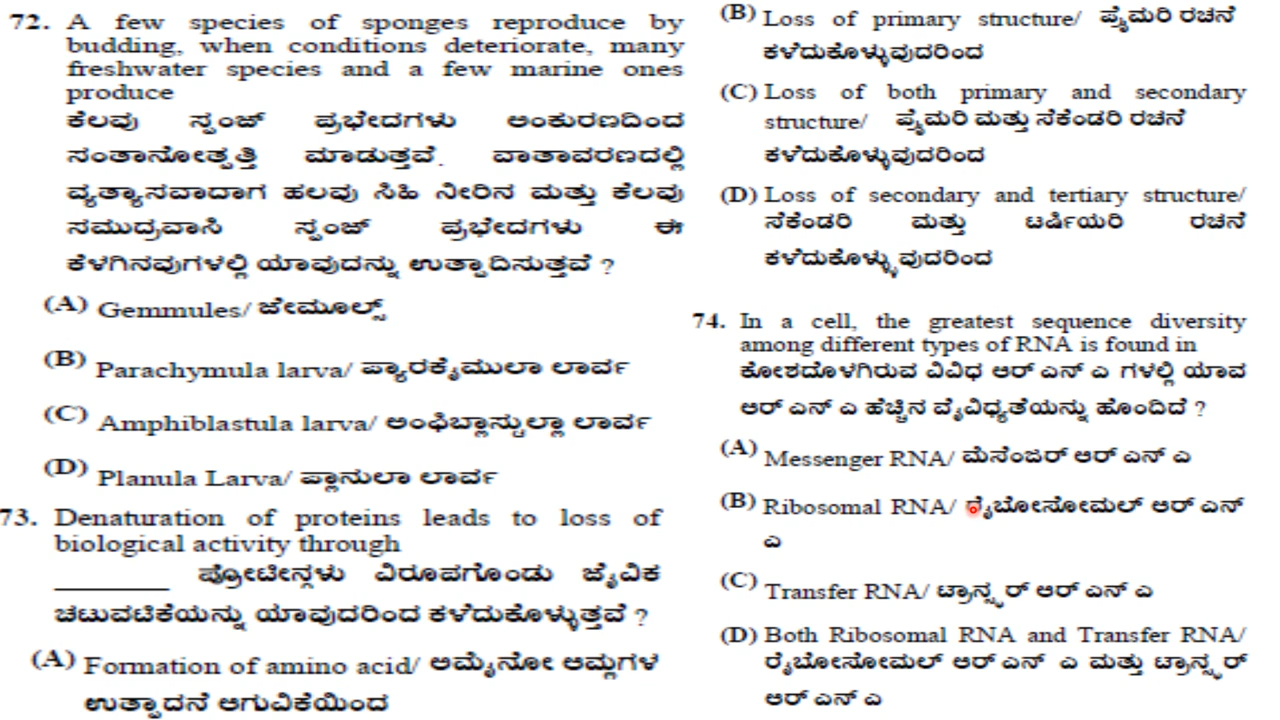 72. A few species of sponges reproduce by
budding, when conditions deteriorate, many
freshwater species and a few marine ones
produce
ಕೆಲವು ಸ್ಪಂಜ್ ಪ್ರಭೇದಗಳು ಅಂಕುರಣದಿಂದ
ಸಂತಾನೋತ್ಪತ್ತಿ ಮಾಡುತ್ತವೆ. ವಾತಾವರಣದಲ್ಲಿ
ವ್ಯತ್ಯಾಸವಾದಾಗ ಹಲವು ಸಿಹಿ ನೀರಿನ ಮತ್ತು ಕೆಲವು
ಸಮುದ್ರವಾಸಿ ಸ್ಪಂಜ್ ಪ್ರಭೇದಗಳು ಈ
ಕೆಳಗಿನವುಗಳಲ್ಲಿ ಯಾವುದನ್ನು ಉತ್ಪಾದಿಸುತ್ತವೆ ?
(A) Gemmules/ ಜೇಮೂಲ್ಸ್
(B) Parachymula larva/ ಪ್ಯಾರಕೈಮುಲಾ ಲಾರ್ವ
(C) Amphiblastula larva/ ಅಂಫಿಬ್ಲಾಸ್ಟುಲ್ಲಾ ಲಾರ್ವ
(D) Planula Larva/ ಪ್ಲಾನುಲಾ ಲಾರ್ವ
73. Denaturation of proteins leads to loss of
biological activity through
________ ಪ್ರೋಟೀನ್ಗಳು ವಿರೂಪಗೊಂಡು ಜೈವಿಕ
ಚಟುವಟಿಕೆಯನ್ನು ಯಾವುದರಿಂದ ಕಳೆದುಕೊಳ್ಳುತ್ತವೆ ?
(A) Formation of amino acid/ ಅಮೈನೋ ಆಮ್ಲಗಳ
ಉತ್ಪಾದನೆ ಆಗುವಿಕೆಯಿಂದ
(B) Loss of primary structure/ ಪ್ರೈಮರಿ ರಚನೆ
ಕಳೆದುಕೊಳ್ಳುವುದರಿಂದ
(C) Loss of both primary and secondary
structure/ ಪ್ರೈಮರಿ ಮತ್ತು ಸೆಕೆಂಡರಿ ರಚನೆ
ಕಳೆದುಕೊಳ್ಳುವುದರಿಂದ
(D) Loss of secondary and tertiary structure/
ಸೆಕೆಂಡರಿ ಮತ್ತು ಟರ್ಷಿಯರಿ ರಚನೆ
ಕಳೆದುಕೊಳ್ಳುವುದರಿಂದ
74. In a cell, the greatest sequence diversity
among different types of RNA is found in
ಕೋಶದೊಳಗಿರುವ ವಿವಿಧ ಆರ್ ಎನ್ ಎ ಗಳಲ್ಲಿ ಯಾವ
ಆರ್ ಎನ್ ಎ ಹೆಚ್ಚಿನ ವೈವಿಧ್ಯತೆಯನ್ನು ಹೊಂದಿದೆ ?
(A) Messenger RNA/ ಮೆಸೆಂಜರ್ ಆರ್ ಎನ್ ಎ
(B) Ribosomal RNA/ ರೈಬೋಸೋಮಲ್ ಆರ್ ಎನ್
ಎ
(C) Transfer RNA/ ಟ್ರಾನ್ಸ್ಫರ್ ಆರ್ ಎನ್ ಎ
(D) Both Ribosomal RNA and Transfer RNA/
ರೈಬೋಸೋಮಲ್ ಆರ್ ಎನ್ ಎ ಮತ್ತು ಟ್ರಾನ್ಸ್ಫರ್
ಆರ್ ಎನ್ ಎ